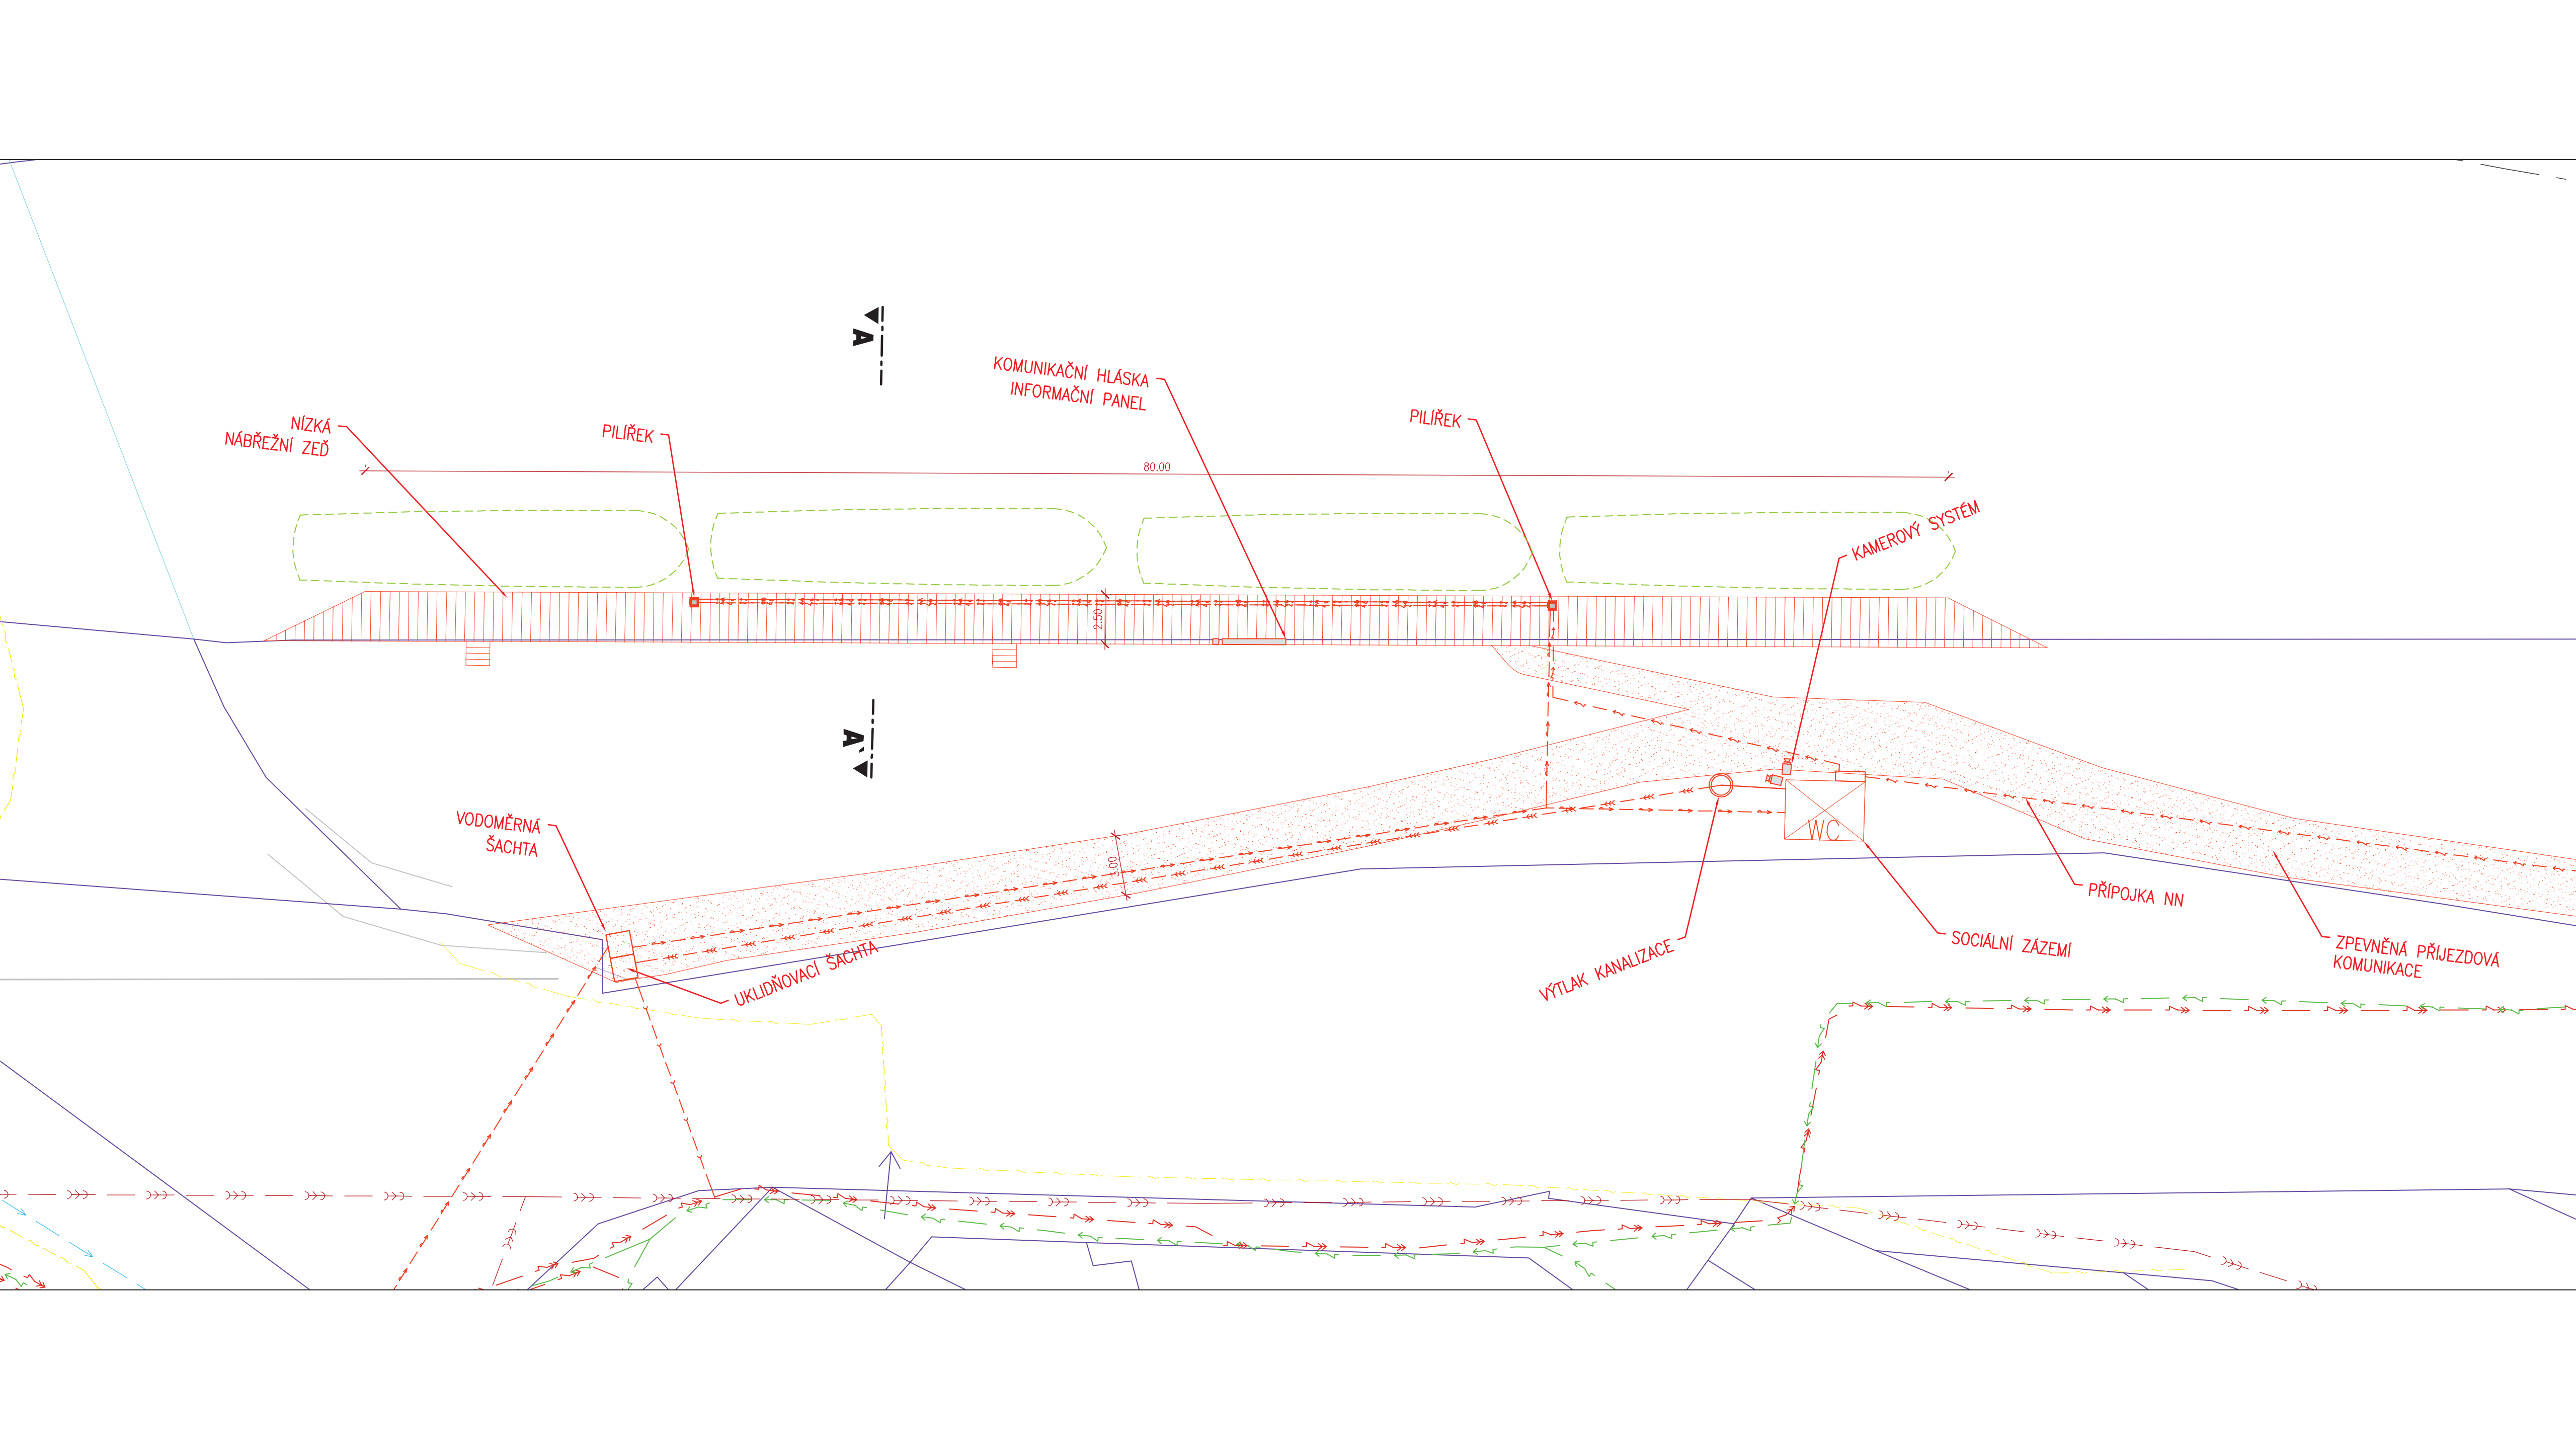 A
KOMUNIKAČNÍ HLÁSKA
INFORMAČNÍ PANEL
NÍZKÁ
NÁBŘEŽNÍ ZEĎ
PILÍŘEK
PILÍŘEK
80.00
KAMEROVÝ SYSTÉM
2.50
A'
VODOMĚRNÁ
ŠACHTA
WC
3.00
PŘÍPOJKA NN
UKLIDŇOVACÍ ŠACHTA
VÝTLAK KANALIZACE
SOCIÁLNÍ ZÁZEMÍ
ZPEVNĚNÁ PŘÍJEZDOVÁ
KOMUNIKACE